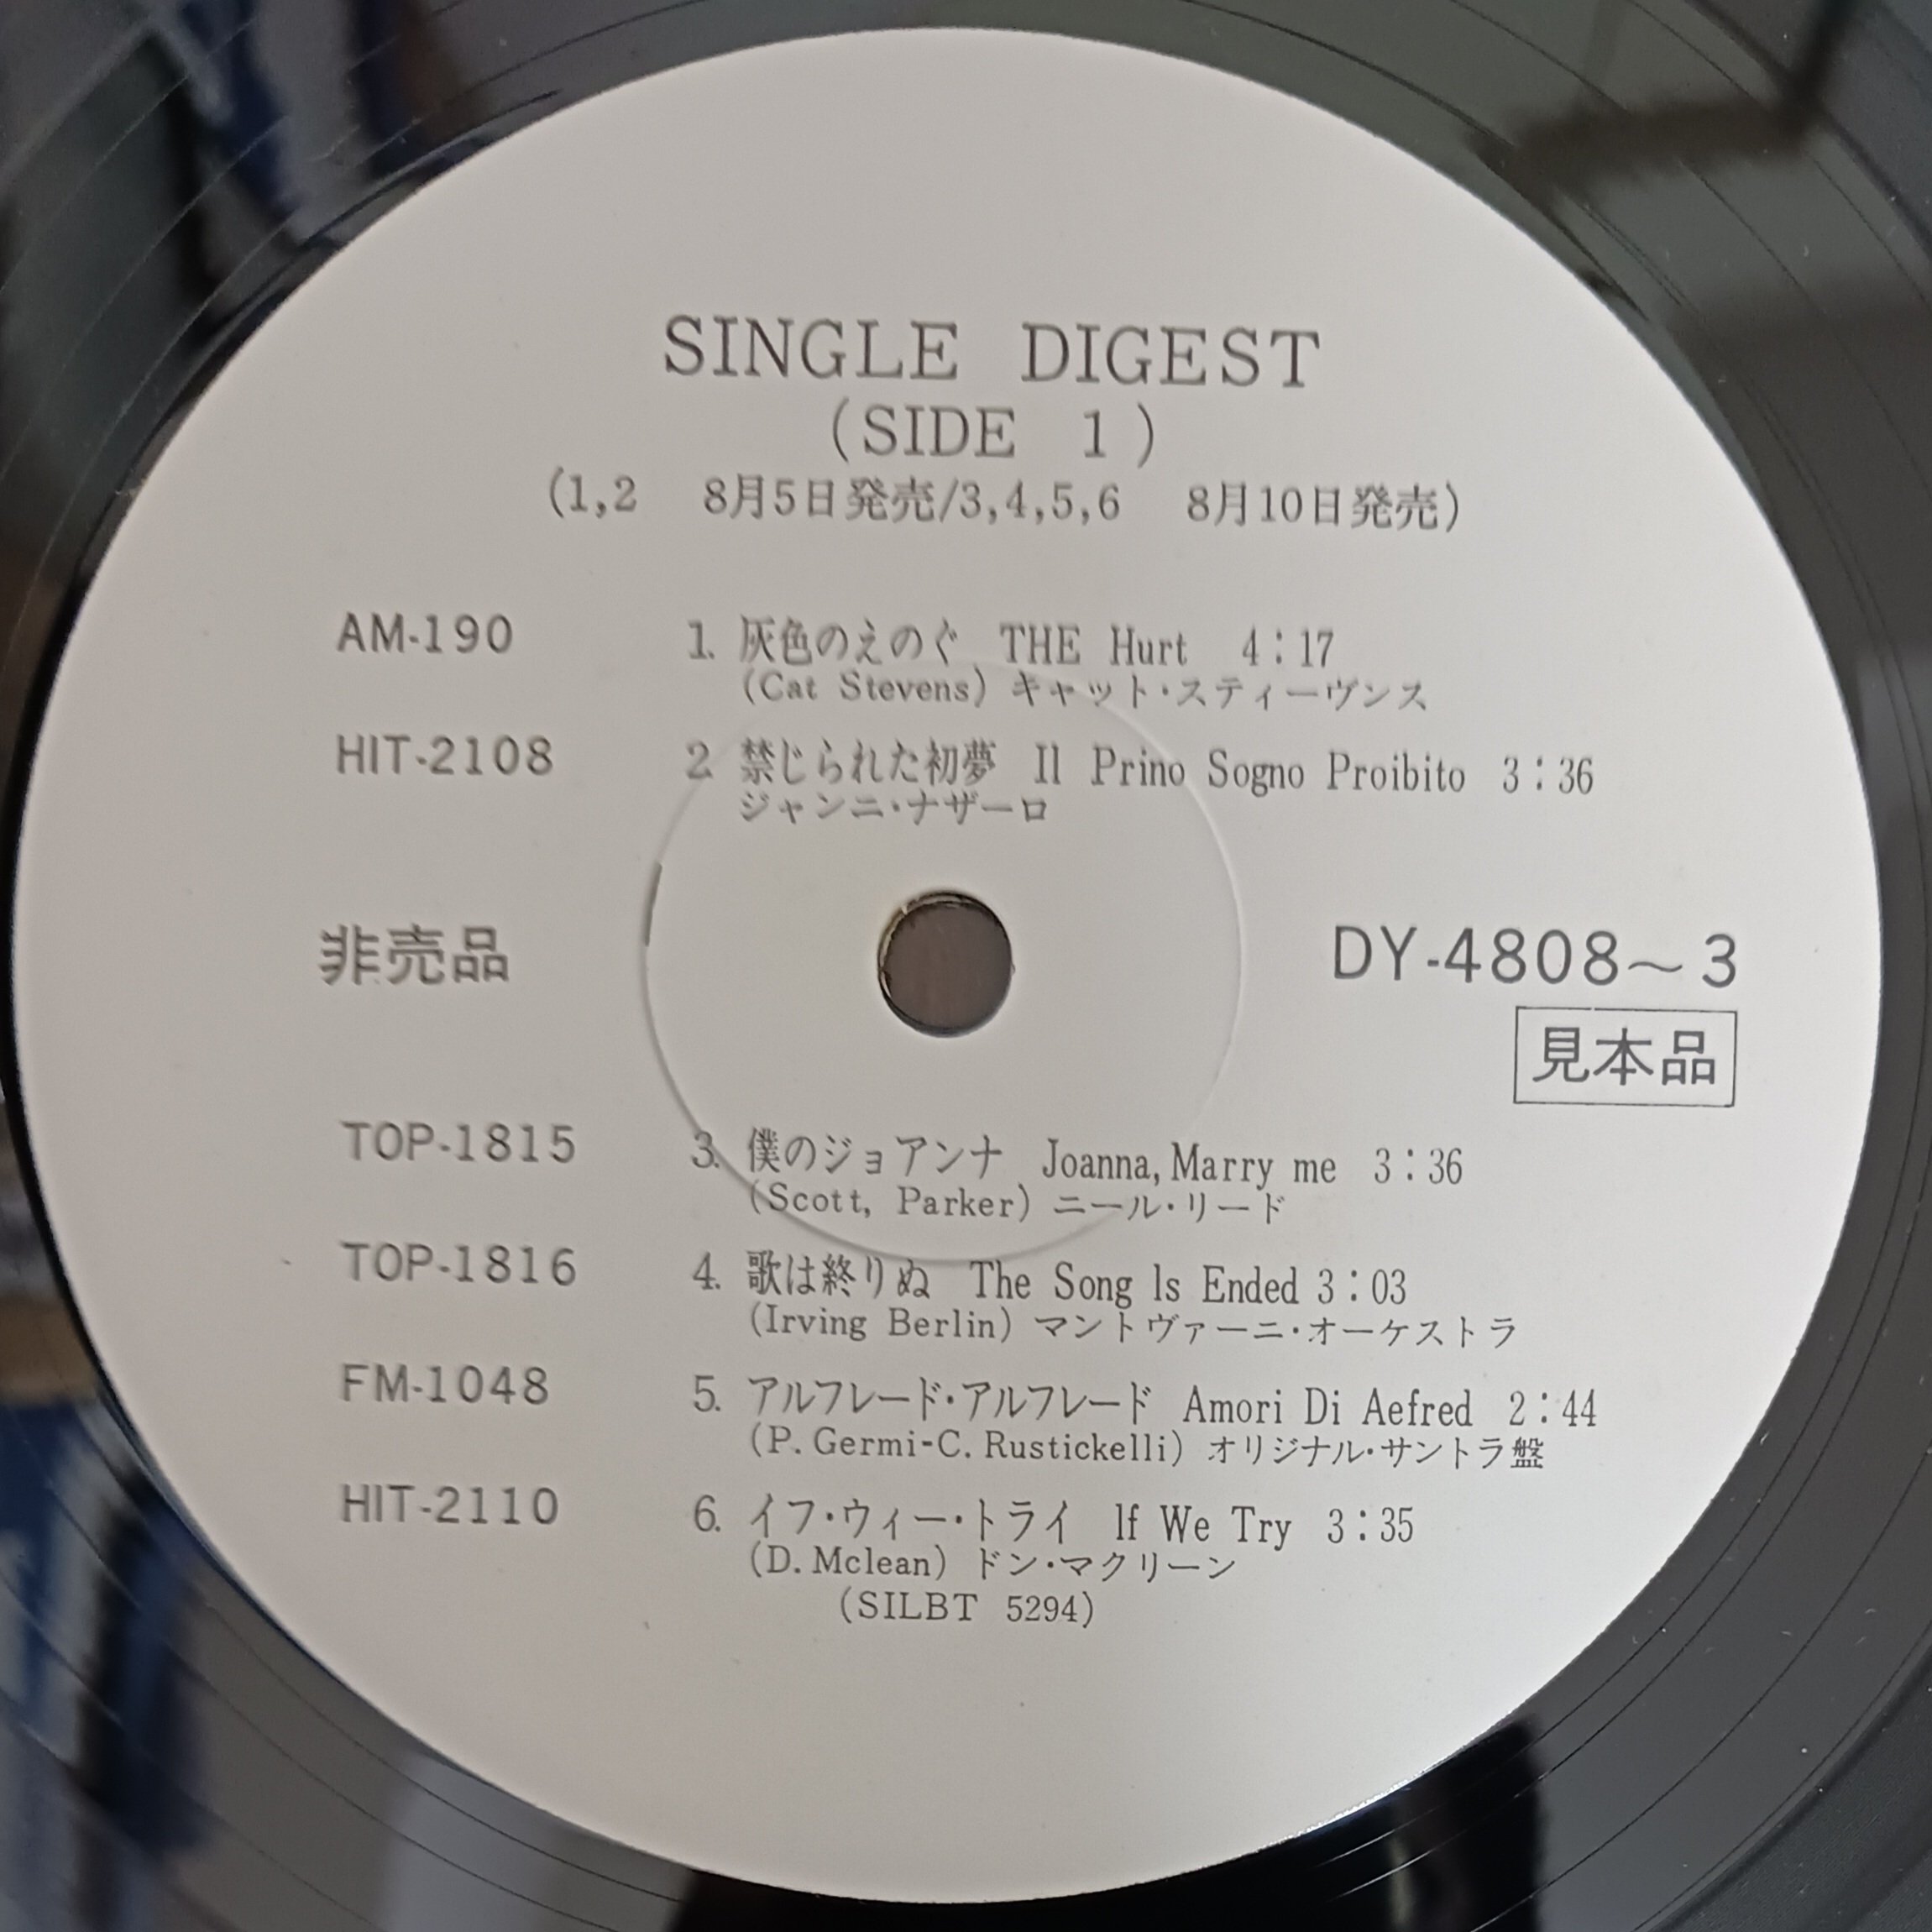 SINGLE DIGEST
(SIDE 1)
(1,2 8月5日発売/3,4,5,6 8月10日発売)
AM-190 1. 灰色のえのぐ THE Hurt 4:17
(Cat Stevens) キャット・スティーヴンス
HIT-2108 2. 禁じられた初夢 Il Prino Sogno Proibito 3:36
ジャンニ・ナザーロ
非売品 DY-4808~3
見本品
TOP-1815 3. 僕のジョアンナ Joanna, Marry me 3:36
(Scott, Parker) ニール・リード
TOP-1816 4. 歌は終りぬ The Song ls Ended 3:03
(Irving Berlin) マントヴァーニ・オーケストラ
FM-1048 5. アルフレード・アルフレード Amori Di Aefred 2:44
(P. Germi-C. Rustickelli) オリジナル・サントラ盤
HIT-2110 6. イフ・ウィー・トライ lf We Try 3:35
(D. Mclean) ドン・マクリーン
(SILBT 5294)